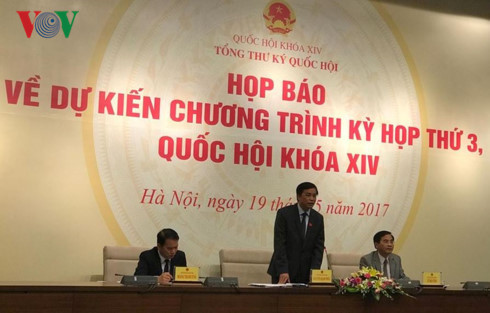 VOV
QUỐC HỘI KHÓA XIV
TỔNG THƯ KÝ QUỐC HỘI
HỌP BÁO
VỀ DỰ KIẾN CHƯƠNG TRÌNH KỲ HỌP THỨ 3,
QUỐC HỘI KHÓA XIV
Hà Nội, ngày 19 thá 5 năm 2017